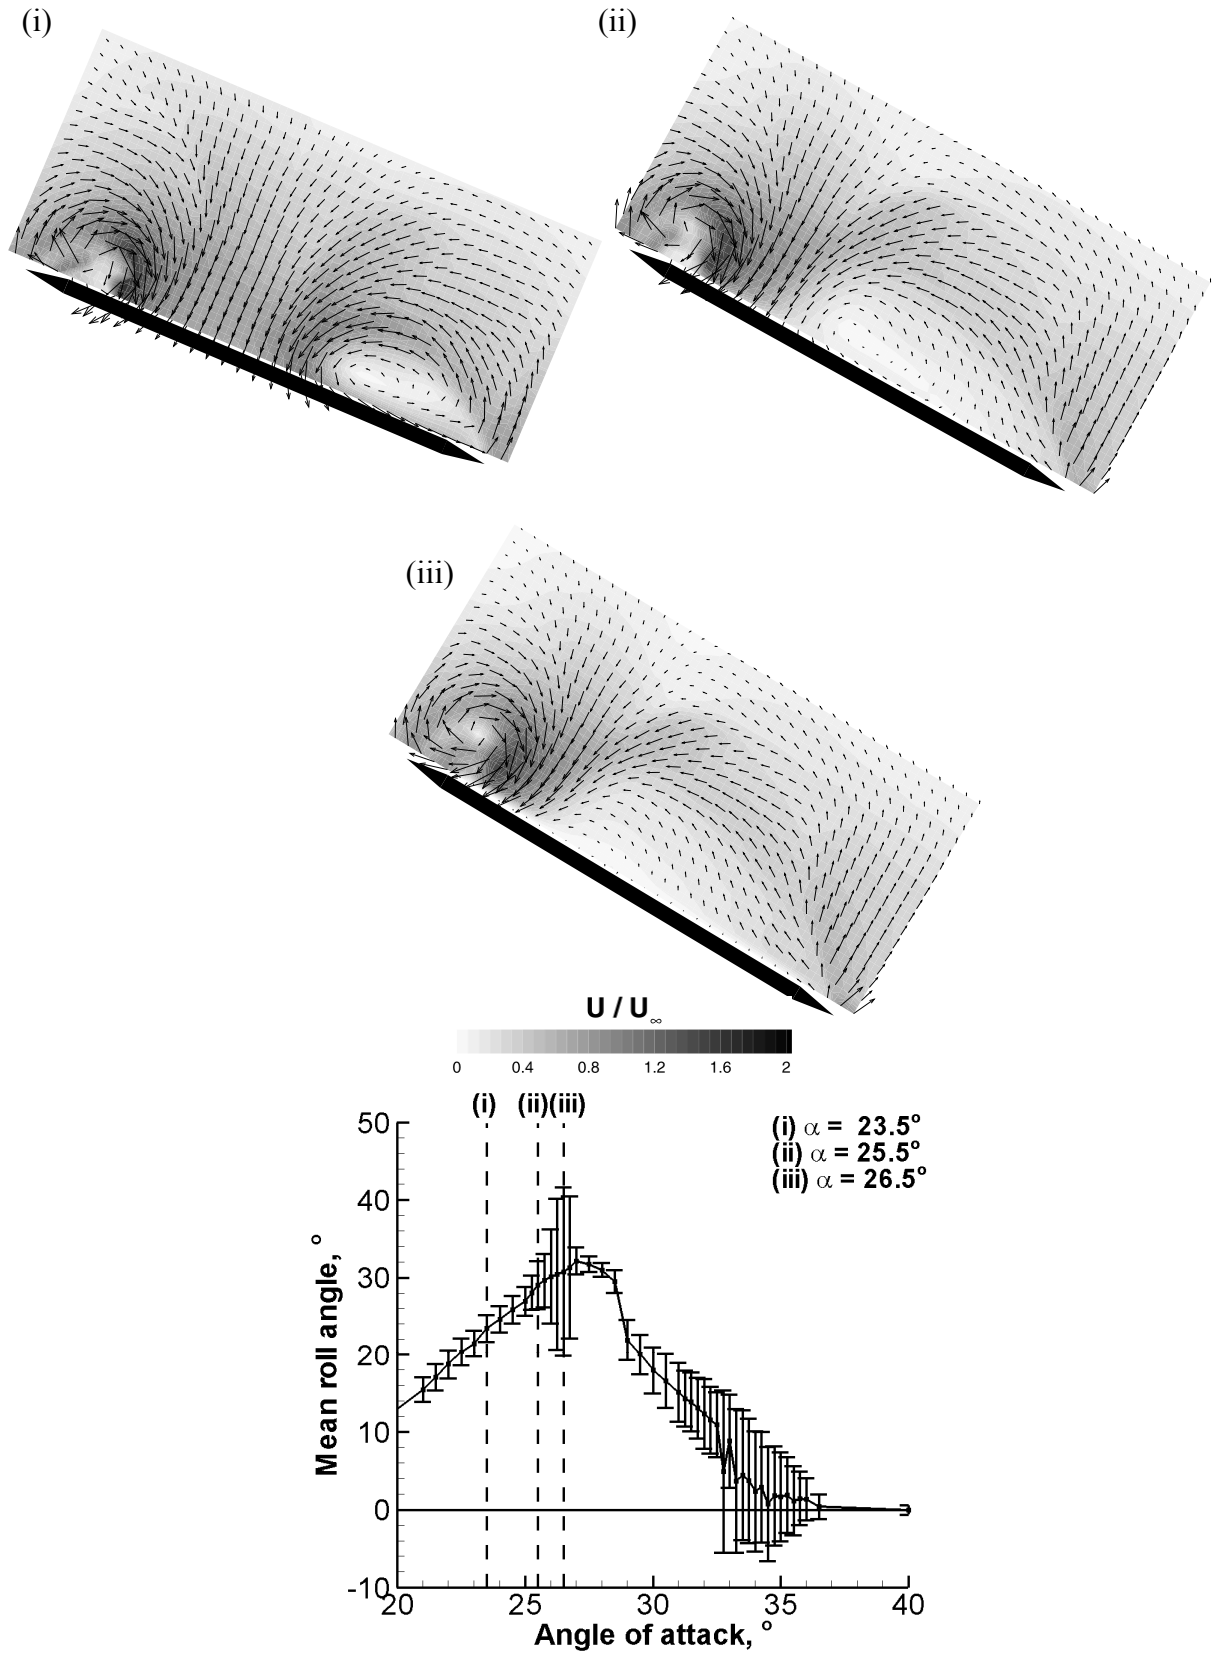 (i) (ii)
(iii)
U / U∞
0 0.4 0.8 1.2 1.6 2
(i) (ii) (iii)
(i) α = 23.5°
(ii) α = 25.5°
(iii) α = 26.5°
50
40
30
20
10
0
-10
Mean roll angle, °
20 25 30 35 40
Angle of attack, °